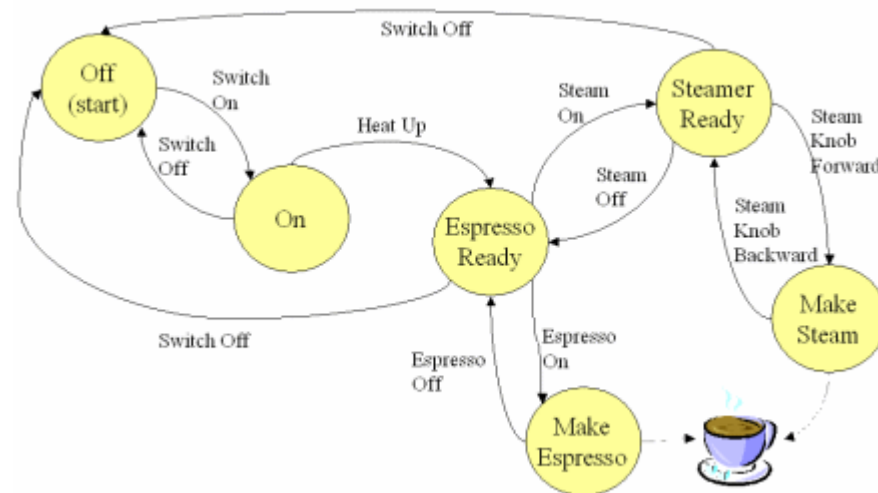 Switch Off
Off
(start)
Switch
On
Switch
Off
Heat Up
On
Steam
On
Steam
Off
Steamer
Ready
Steam
Knob
Forward
Steam
Knob
Backward
Espresso
Ready
Make
Steam
Switch Off
Espresso
Off
Espresso
On
Make
Espresso